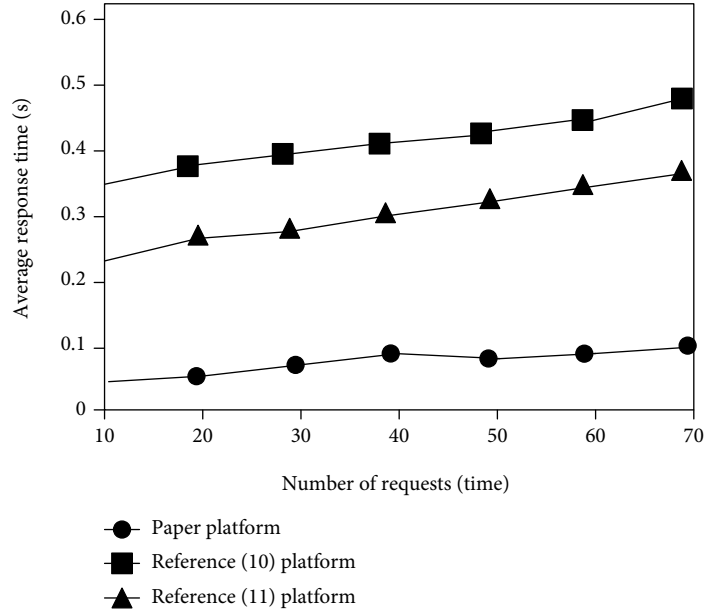 0.6
0.5
0.4
0.3
0.2
0.1
0
Average response time (s)
10 20 30 40 50 60 70
Number of requests (time)
Paper platform
Reference (10) platform
Reference (11) platform